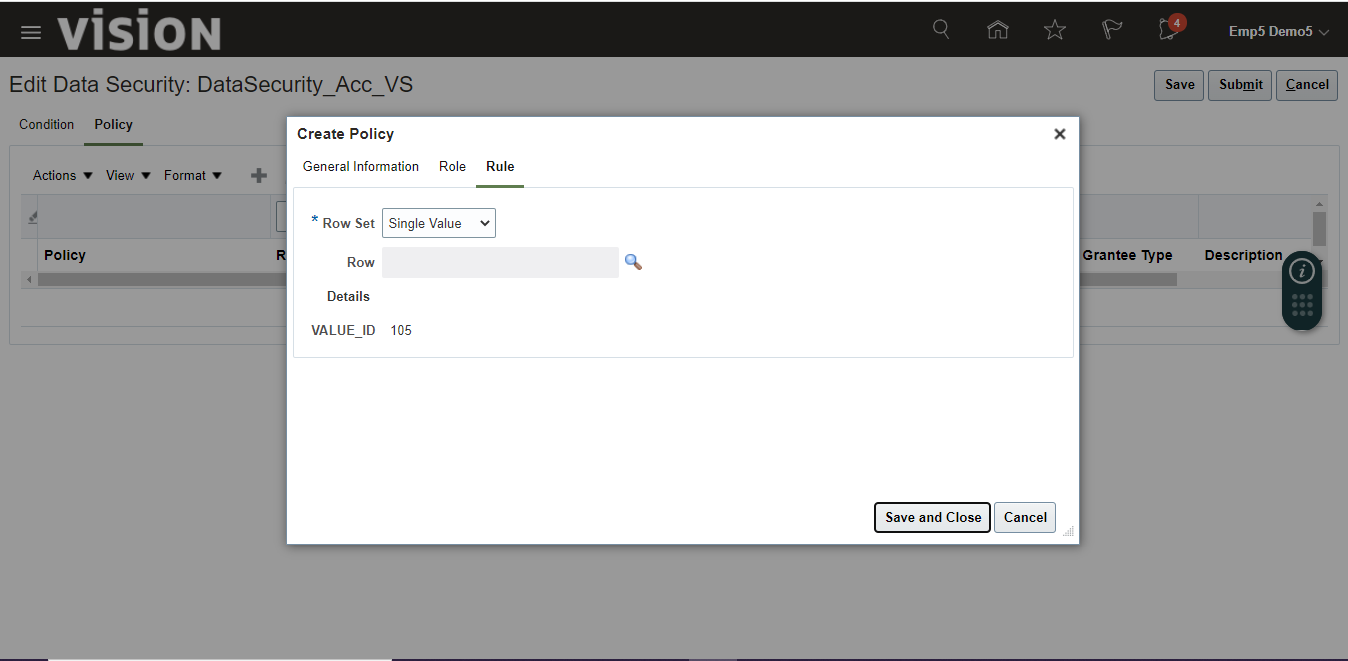 vision
4
Emp5 Demo5
Edit Data Security: DataSecurity_Acc_VS
Save Submit Cancel
Condition Policy
Create Policy
General Information Role Rule
Actions View Format
* Row Set Single Value
Policy R Grantee Type Description
Row
Details
VALUE_ID 105
Save and Close Cancel